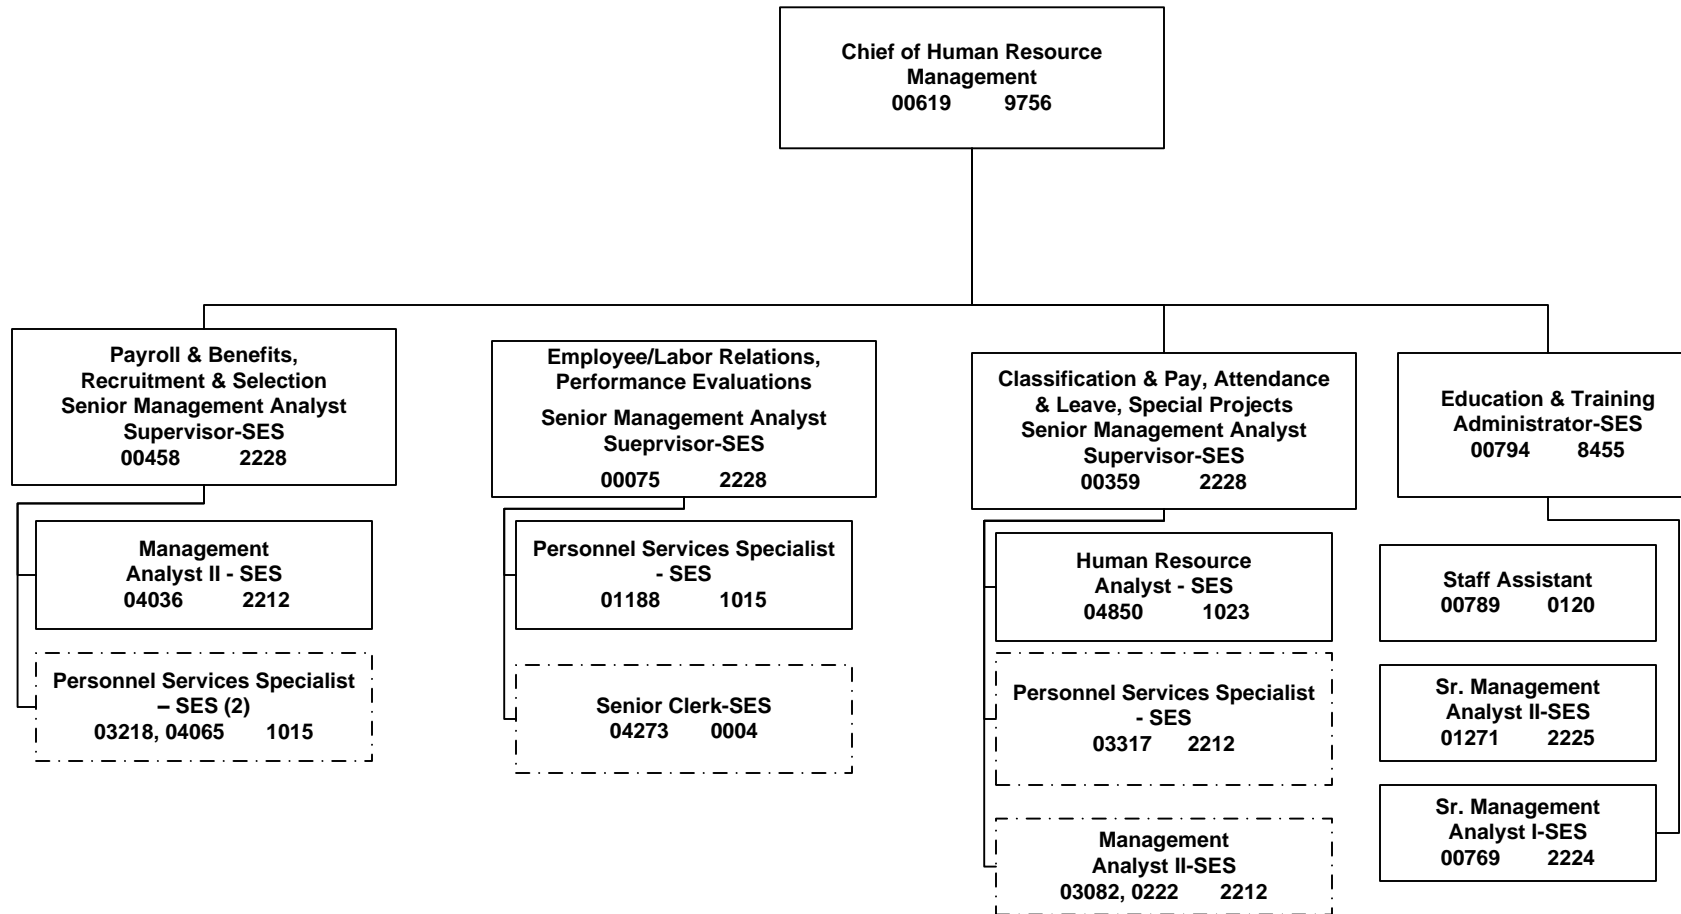 Chief of Human Resource
Management
00619 9756
Payroll & Benefits,
Recruitment & Selection
Senior Management Analyst
Supervisor-SES
00458 2228
Employee/Labor Relations,
Performance Evaluations
Senior Management Analyst
Sueprvisor-SES
00075 2228
Classification & Pay, Attendance
& Leave, Special Projects
Senior Management Analyst
Supervisor-SES
00359 2228
Education & Training
Administrator-SES
00794 8455
Management
Analyst II - SES
04036 2212
Personnel Services Specialist
– SES (2)
03218, 04065 1015
Personnel Services Specialist
- SES
01188 1015
Senior Clerk-SES
04273 0004
Human Resource
Analyst - SES
04850 1023
Personnel Services Specialist
- SES
03317 2212
Management
Analyst II-SES
03082, 0222 2212
Staff Assistant
00789 0120
Sr. Management
Analyst II-SES
01271 2225
Sr. Management
Analyst I-SES
00769 2224